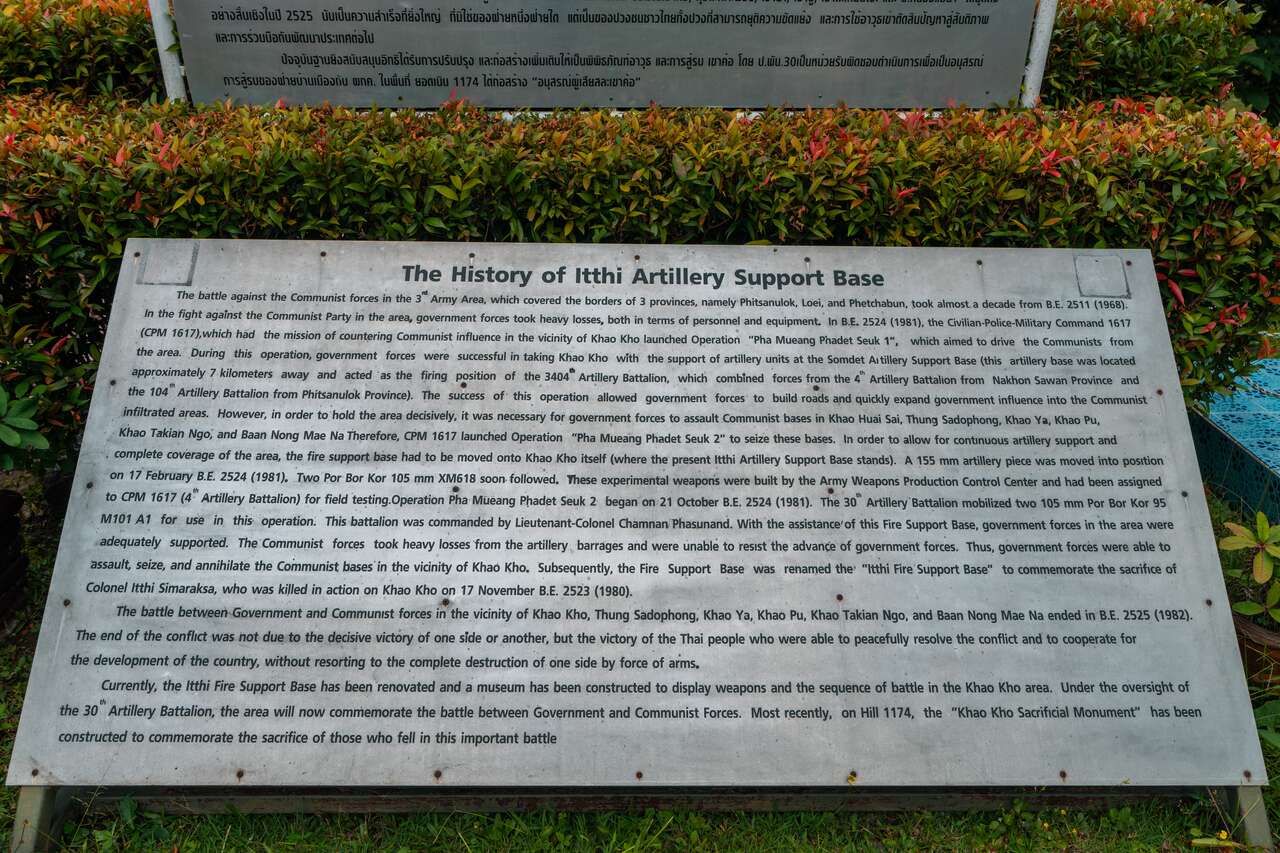 อย่างสิ้นเชิงในปี 2525 นับเป็นความสำเร็จที่ยิ่งใหญ่ ที่มิใช่ของฝ่ายหนึ่งฝ่ายใด แต่เป็นของปวงชนชาวไทยทั้งปวงที่สามารถยุติความขัดแย้ง และการใช้อาวุธเข้าตัดสินปัญหาสู่สันติภาพ
และการร่วมมือกันพัฒนาประเทศต่อไป
ปัจจุบันฐานยิงสนับสนุนอิทธิได้รับการปรับปรุง และก่อสร้างเพิ่มเติมให้เป็นพิพิธภัณฑ์อาวุธ และการสู้รบ เขาค้อ โดย ป.พัน.30เป็นหน่วยรับผิดชอบดำเนินการเพื่อเป็นอนุสรณ์
การสู้รบของฝ่ายบ้านเมืองกับ ผกค. ในพื้นที่ ยอดเนิน 1174 ได้ก่อสร้าง "อนุสรณ์ผู้เสียสละเขาค้อ"
The History of Itthi Artillery Support Base
The battle against the Communist forces in the 3rd Army Area, which covered the borders of 3 provinces, namely Phitsanulok, Loei, and Phetchabun, took almost a decade from B.E. 2511 (1968).
In the fight against the Communist Party in the area, government forces took heavy losses, both in terms of personnel and equipment. In B.E. 2524 (1981), the Civilian-Police-Military Command 1617
(CPM 1617),which had the mission of countering Communist influence in the vicinity of Khao Kho launched Operation "Pha Mueang Phadet Seuk 1", which aimed to drive the Communists from
the area. During this operation, government forces were successful in taking Khao Kho with the support of artillery units at the Somdet Artillery Support Base (this artillery base was located
approximately 7 kilometers away and acted as the firing position of the 3404th Artillery Battalion, which combined forces from the 4th Artillery Battalion from Nakhon Sawan Province and
the 104th Artillery Battalion from Phitsanulok Province). The success of this operation allowed government forces to build roads and quickly expand government influence into the Communist
infiltrated areas. However, in order to hold the area decisively, it was necessary for government forces to assault Communist bases in Khao Huai Sai, Thung Sadophong, Khao Ya, Khao Pu,
Khao Takian Ngo, and Baan Nong Mae Na Therefore, CPM 1617 launched Operation "Pha Mueang Phadet Seuk 2" to seize these bases. In order to allow for continuous artillery support and
complete coverage of the area, the fire support base had to be moved onto Khao Kho itself (where the present Itthi Artillery Support Base stands). A 155 mm artillery piece was moved into position
on 17 February B.E. 2524 (1981). Two Por Bor Kor 105 mm XM618 soon followed. These experimental weapons were built by the Army Weapons Production Control Center and had been assigned
to CPM 1617 (4th Artillery Battalion) for field testing.Operation Pha Mueang Phadet Seuk 2 began on 21 October B.E. 2524 (1981). The 30th Artillery Battalion mobilized two 105 mm Por Bor Kor 95
M101 A1 for use in this operation. This battalion was commanded by Lieutenant-Colonel Chamnan Phasunand. With the assistance of this Fire Support Base, government forces in the area were
adequately supported. The Communist forces took heavy losses from the artillery barrages and were unable to resist the advance of government forces. Thus, government forces were able to
assault, seize, and annihilate the Communist bases in the vicinity of Khao Kho. Subsequently, the Fire Support Base was renamed the "Itthi Fire Support Base" to commemorate the sacrifice of
Colonel Itthi Simaraksa, who was killed in action on Khao Kho on 17 November B.E. 2523 (1980).
The battle between Government and Communist forces in the vicinity of Khao Kho, Thung Sadophong, Khao Ya, Khao Pu, Khao Takian Ngo, and Baan Nong Mae Na ended in B.E. 2525 (1982).
The end of the conflict was not due to the decisive victory of one side or another, but the victory of the Thai people who were able to peacefully resolve the conflict and to cooperate for
the development of the country, without resorting to the complete destruction of one side by force of arms.
Currently, the Itthi Fire Support Base has been renovated and a museum has been constructed to display weapons and the sequence of battle in the Khao Kho area. Under the oversight of
the 30th Artillery Battalion, the area will now commemorate the battle between Government and Communist Forces. Most recently, on Hill 1174, the "Khao Kho Sacrificial Monument" has been
constructed to commemorate the sacrifice of those who fell in this important battle